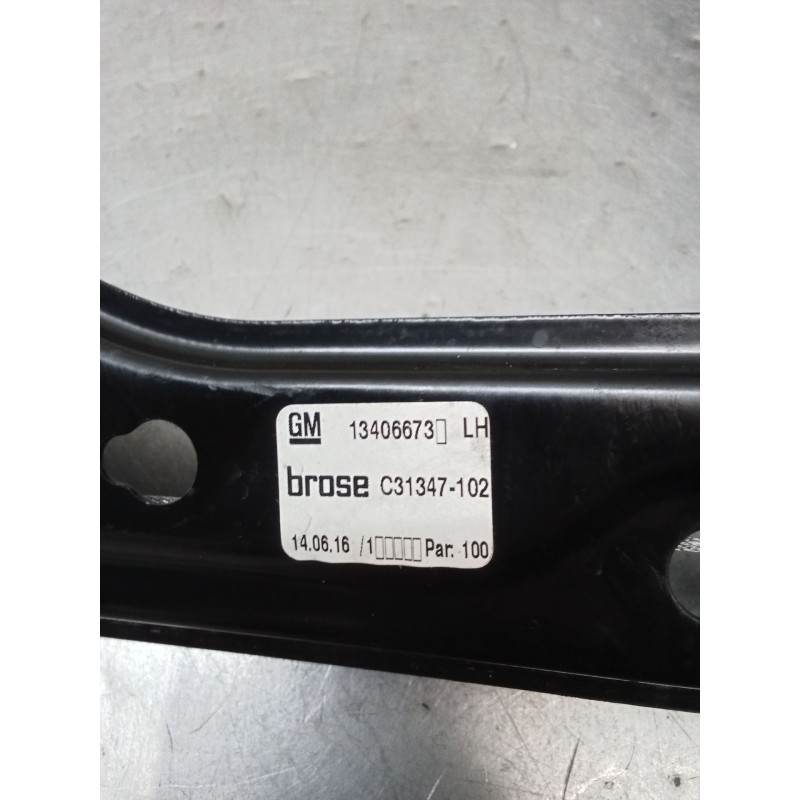 GM 13406673▯ LH
brose C31347-102
14.06.16 /1▯▯▯▯▯ Par. 100